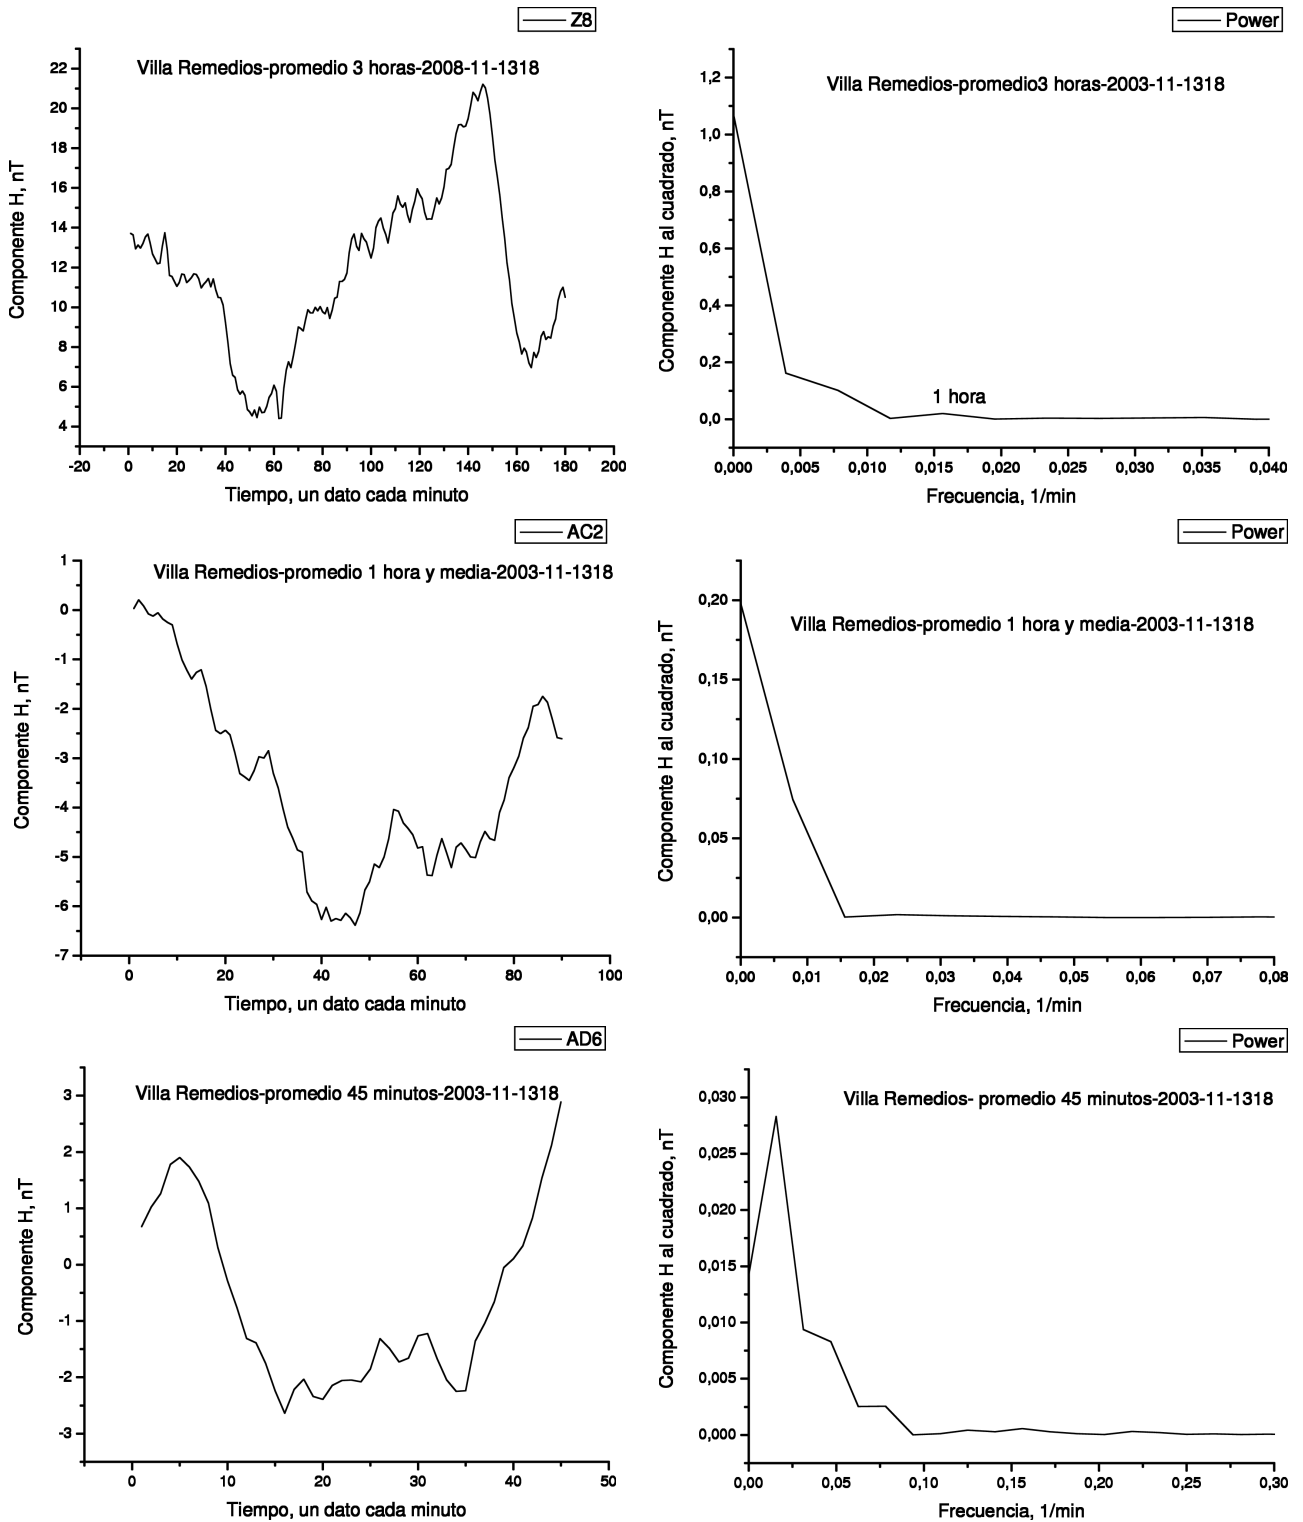 Z8
Villa Remedios-promedio 3 horas-2008-11-1318
Componente H, nT
22
20
18
16
14
12
10
8
6
4
-20 0 20 40 60 80 100 120 140 160 180 200
Tiempo, un dato cada minuto
Power
Villa Remedios-promedio3 horas-2003-11-1318
Componente H al cuadrado, nT
1,2
1,0
0,8
0,6
0,4
0,2
0,0
1 hora
0,000 0,005 0,010 0,015 0,020 0,025 0,030 0,035 0,040
Frecuencia, 1/min
AC2
Villa Remedios-promedio 1 hora y media-2003-11-1318
Componente H, nT
1
0
-1
-2
-3
-4
-5
-6
-7
0 20 40 60 80 100
Tiempo, un dato cada minuto
Power
Villa Remedios-promedio 1 hora y media-2003-11-1318
Componente H al cuadrado, nT
0,20
0,15
0,10
0,05
0,00
0,00 0,01 0,02 0,03 0,04 0,05 0,06 0,07 0,08
Frecuencia, 1/min
AD6
Villa Remedios-promedio 45 minutos-2003-11-1318
Componente H, nT
3
2
1
0
-1
-2
-3
0 10 20 30 40 50
Tiempo, un dato cada minuto
Power
Villa Remedios- promedio 45 minutos-2003-11-1318
Componente H al cuadrado, nT
0,030
0,025
0,020
0,015
0,010
0,005
0,000
0,00 0,05 0,10 0,15 0,20 0,25 0,30
Frecuencia, 1/min